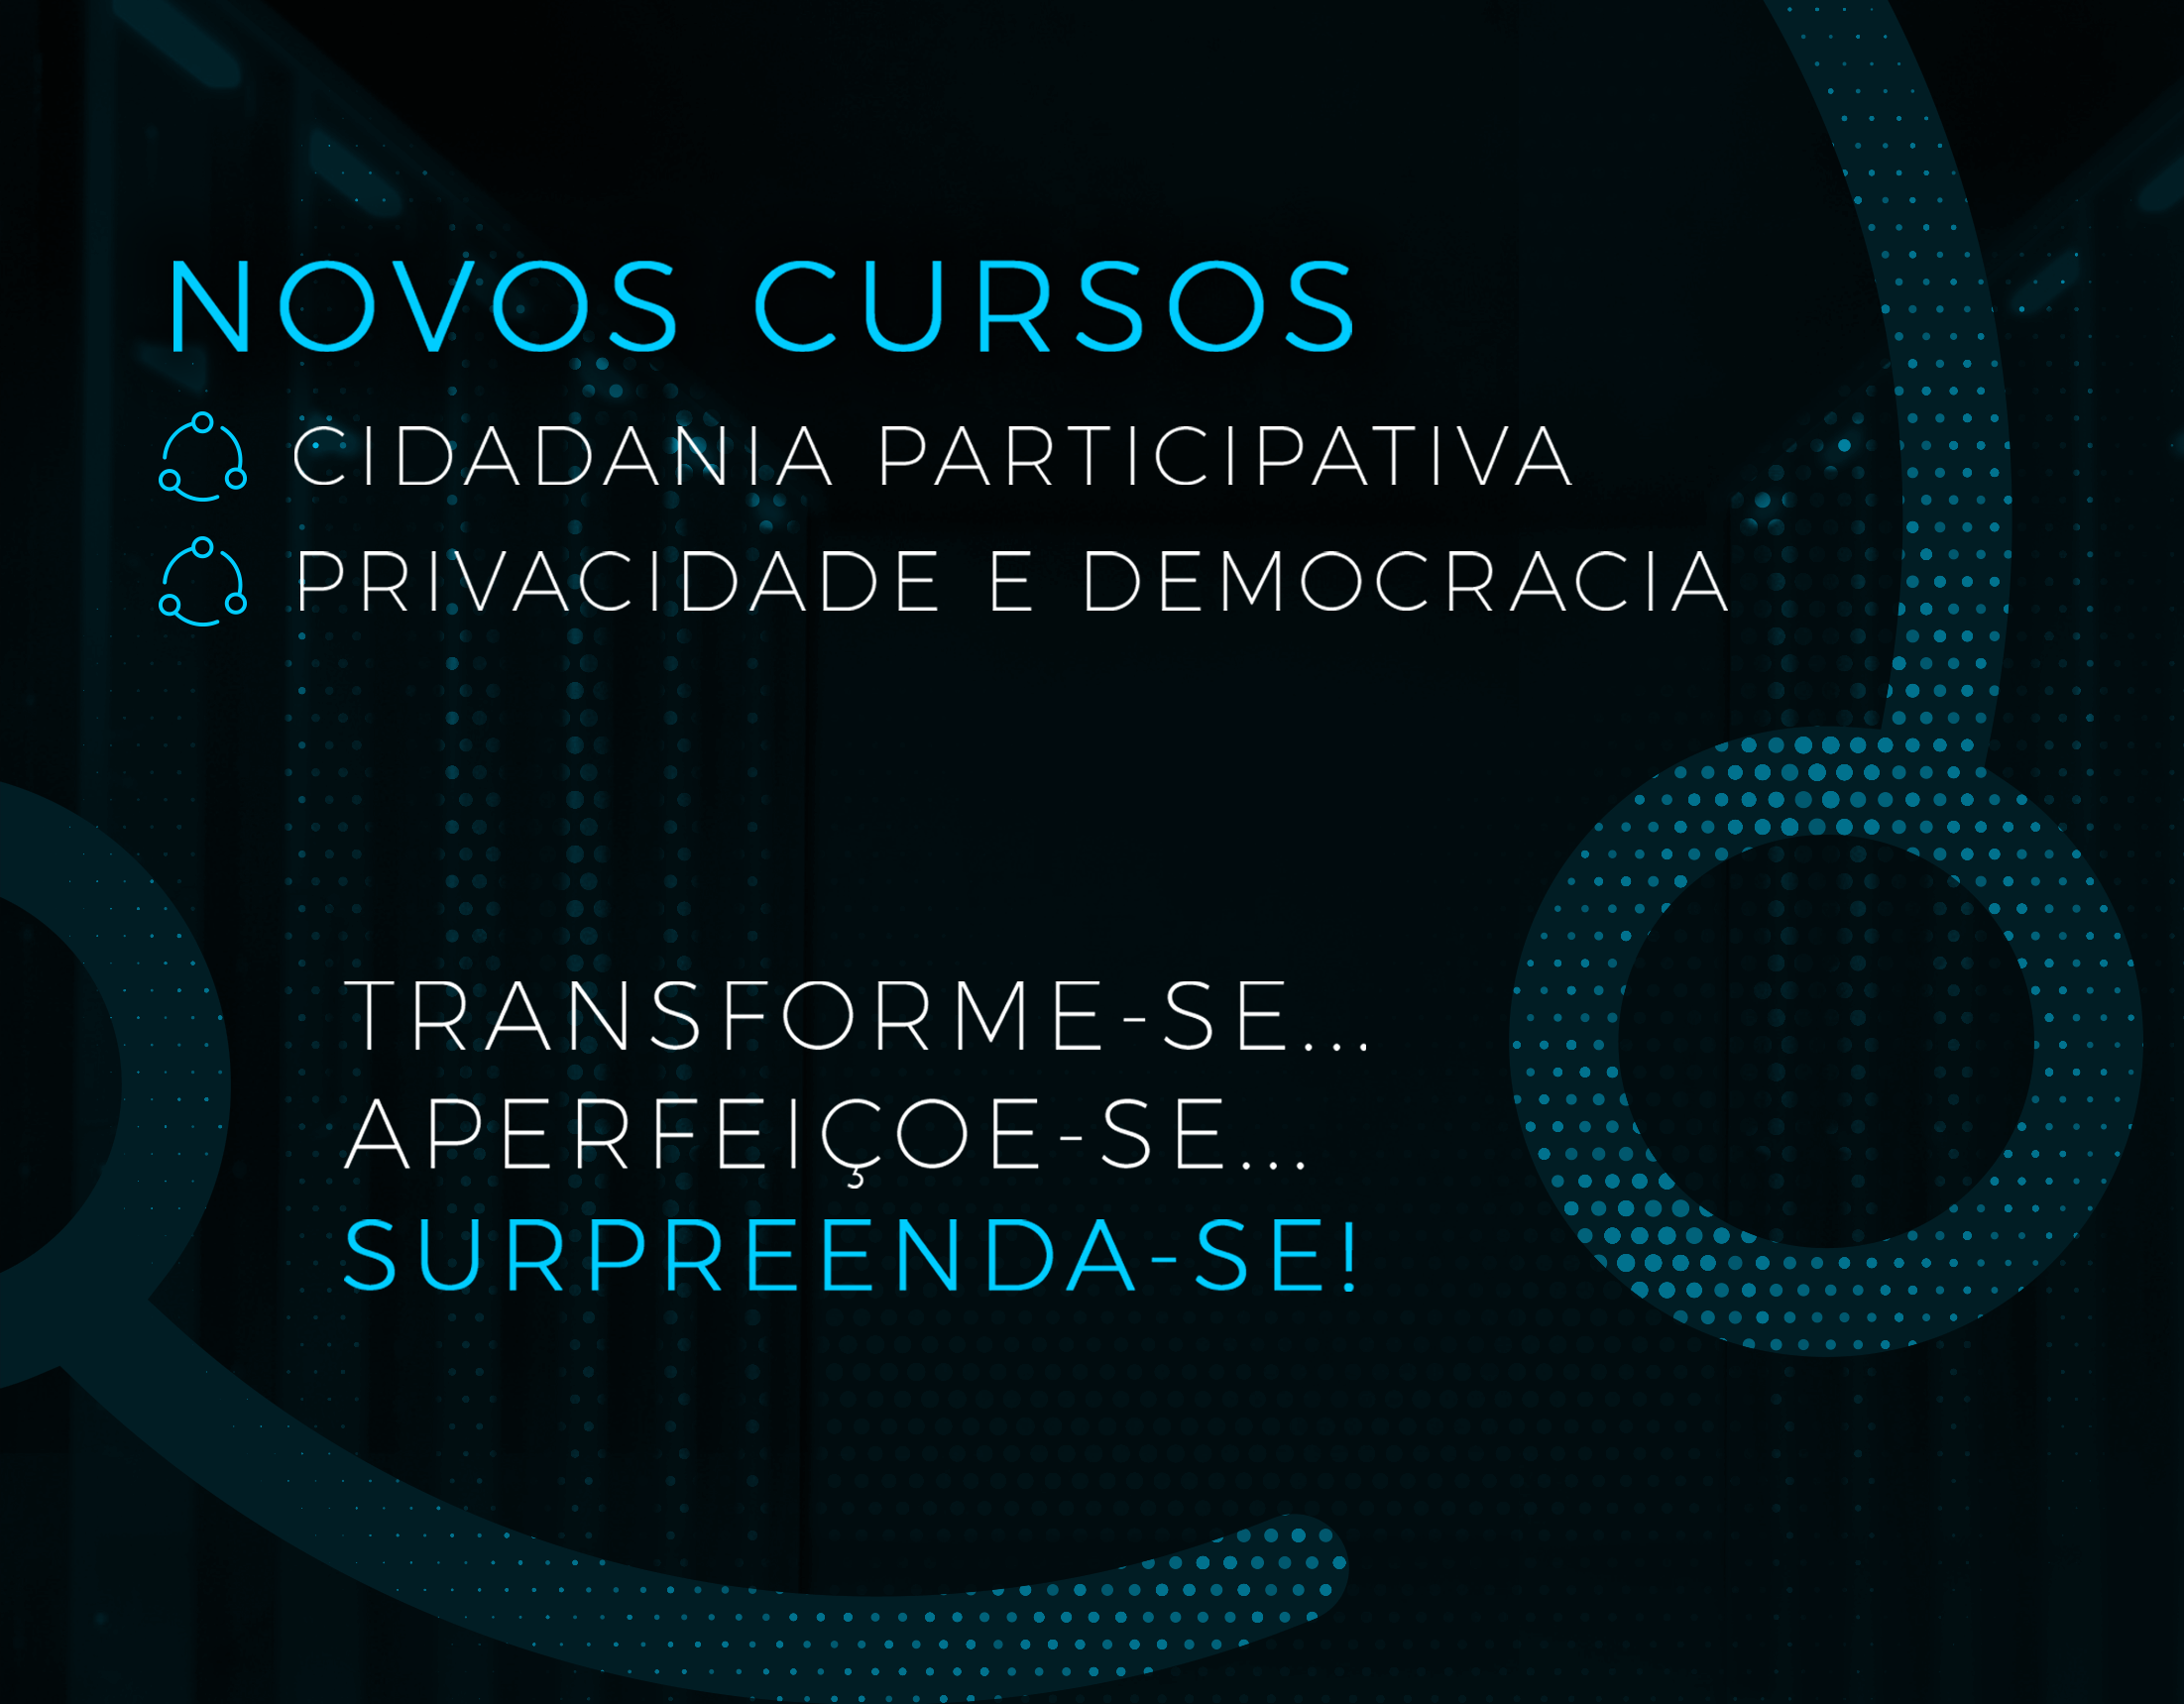 NOVOS CURSOS
CIDADANIA PARTICIPATIVA
PRIVACIDADE E DEMOCRACIA
TRANSFORME-SE...
APERFEIÇOE-SE...
SURPREENDA-SE!